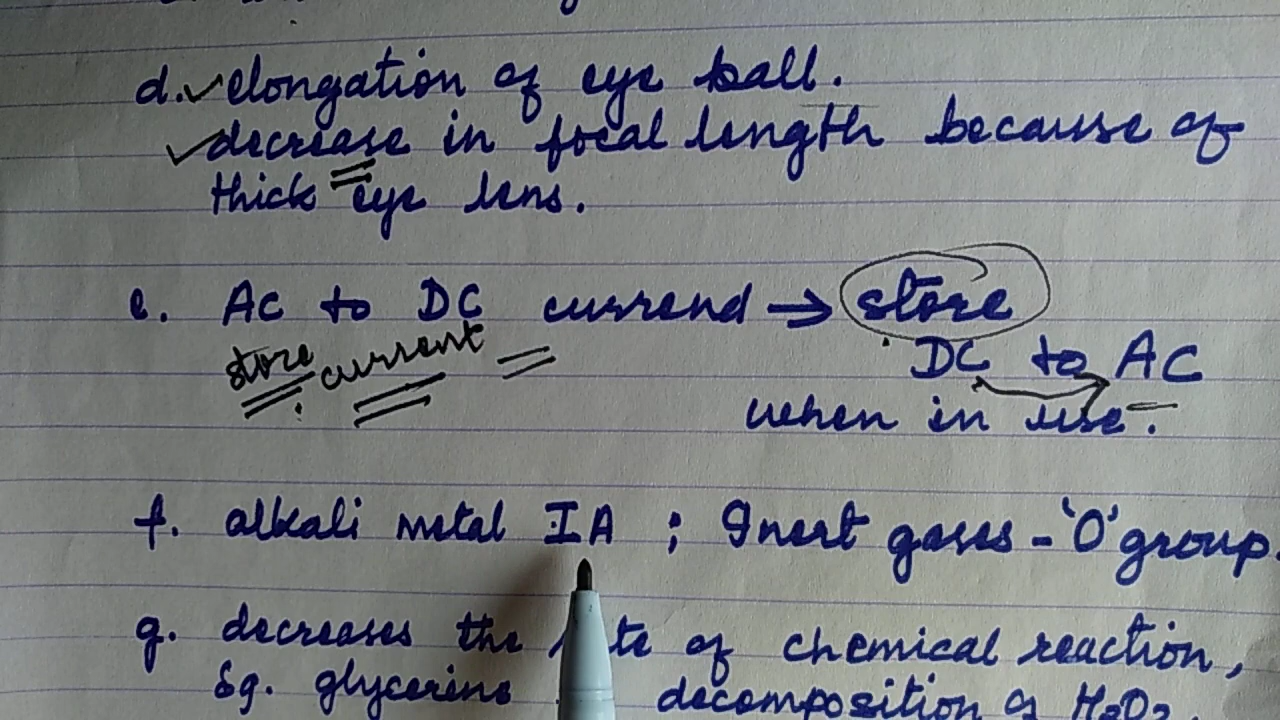 d. elongation of eye ball.
decrease in focal length because of
thick eye lens.
e. AC to DC currend → store
store current
DC to AC
when in use.
f. alkali metal IA ; Inert gases - 'O' group.
g. decreases the of chemical reaction,
Eg. glycerine decomposition of H2O2.